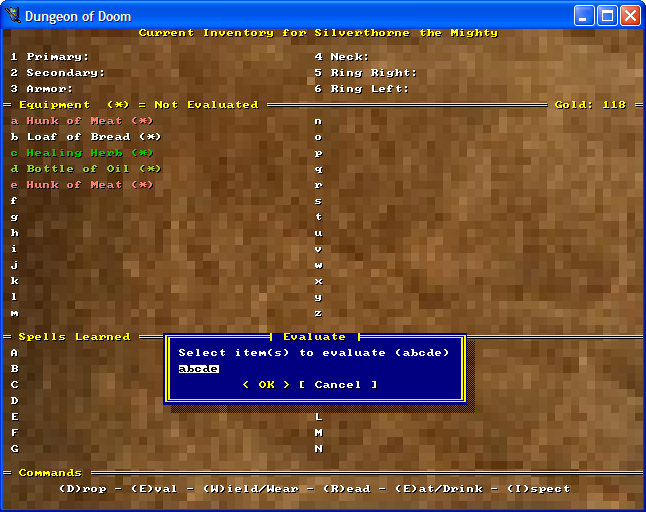 Dungeon of Doom
Current Inventory for Silverthorne the Mighty
1 Primary: 4 Neck:
2 Secondary: 5 Ring Right:
3 Armor: 6 Ring Left:
Equipment (*) = Not Evaluated Gold: 118
a Hunk of Meat (*) n
b Loaf of Bread (*) o
c Healing Herb (*) p
d Bottle of Oil (*) q
e Hunk of Meat (*) r
f s
g t
h u
i v
j w
k x
l y
m z
Spells Learned
Evaluate
A
Select item(s) to evaluate (abcde)
B
abcde
C
< OK > [ Cancel ]
D
E L
F M
G N
Commands
(D)rop - (E)val - (W)ield/Wear - (R)ead - (E)at/Drink - (I)spect